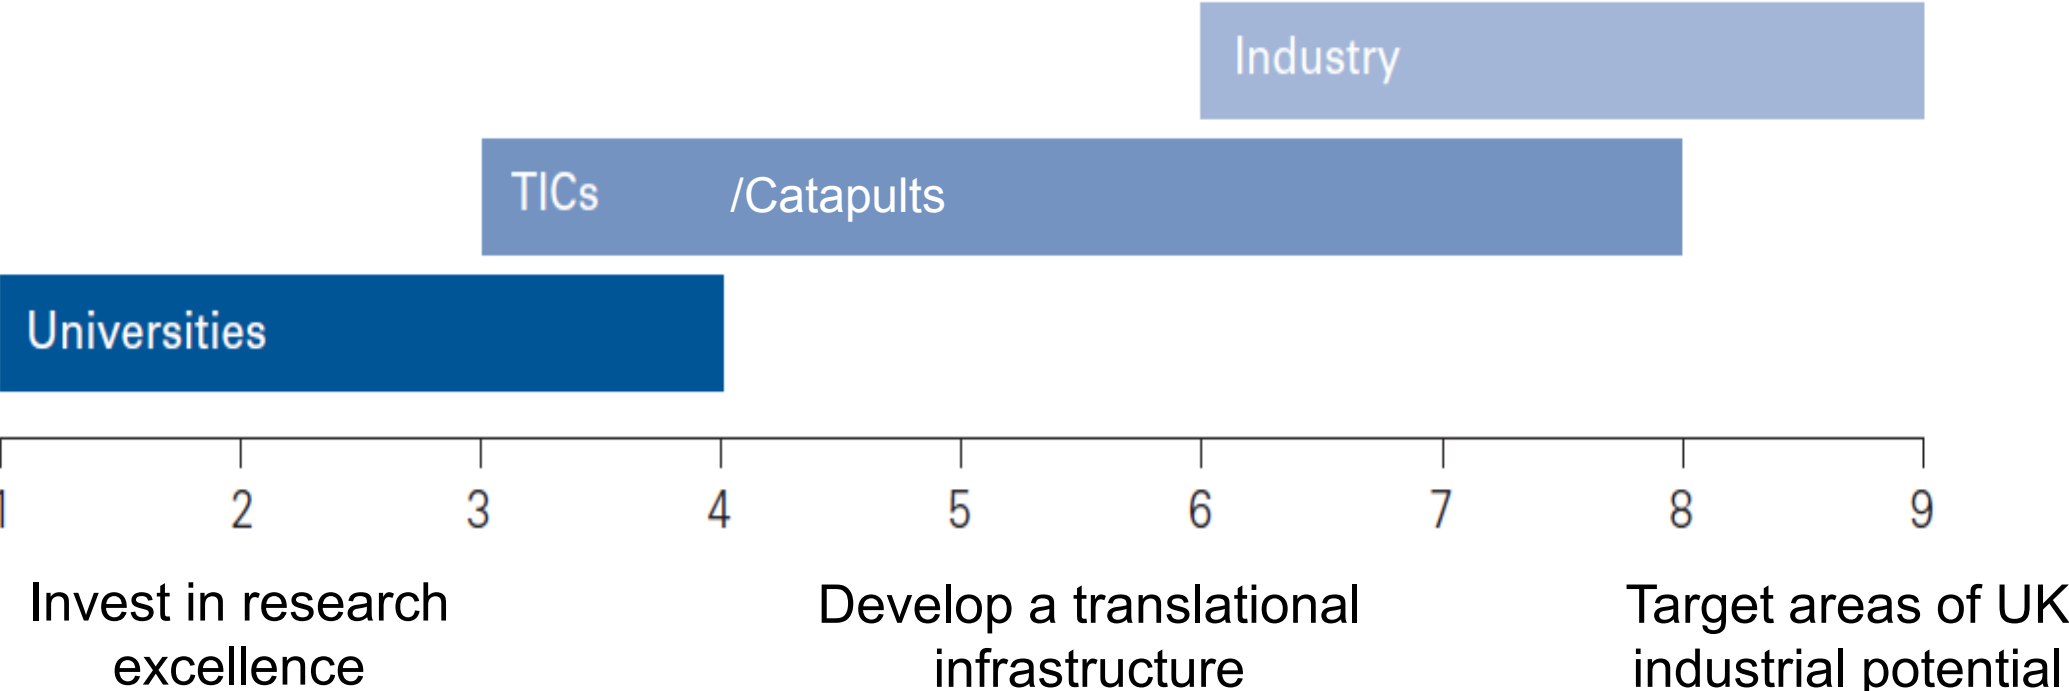 Industry
TICs /Catapults
Universities
1 2 3 4 5 6 7 8 9
Invest in research
excellence
Develop a translational
infrastructure
Target areas of UK
industrial potential